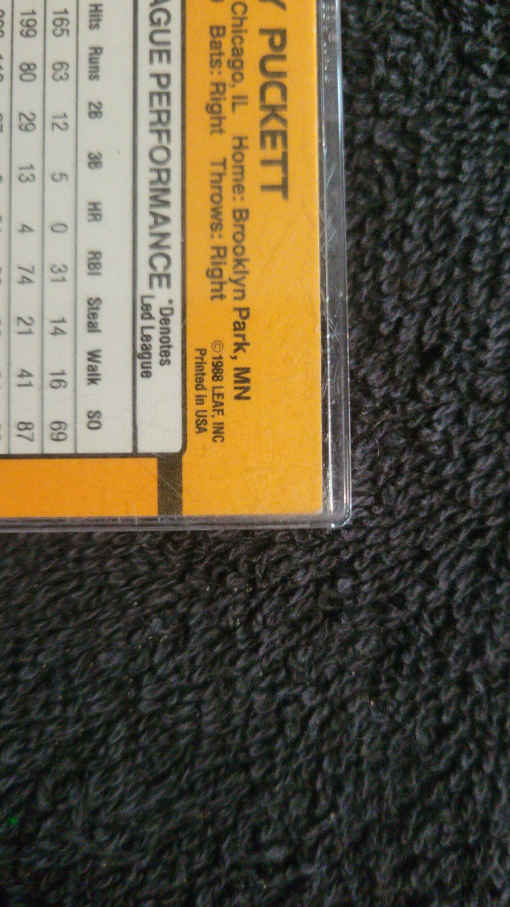 Y PUCKETT
Chicago, IL Home: Brooklyn Park, MN
Bats: Right Throws: Right
©1988 LEAF, INC
Printed in USA
AGUE PERFORMANCE *Denotes
Led League
Hits Runs 2B 3B HR RBI Steal Walk SO
165 63 12 5 0 31 14 16 69
199 80 29 13 4 74 21 41 87